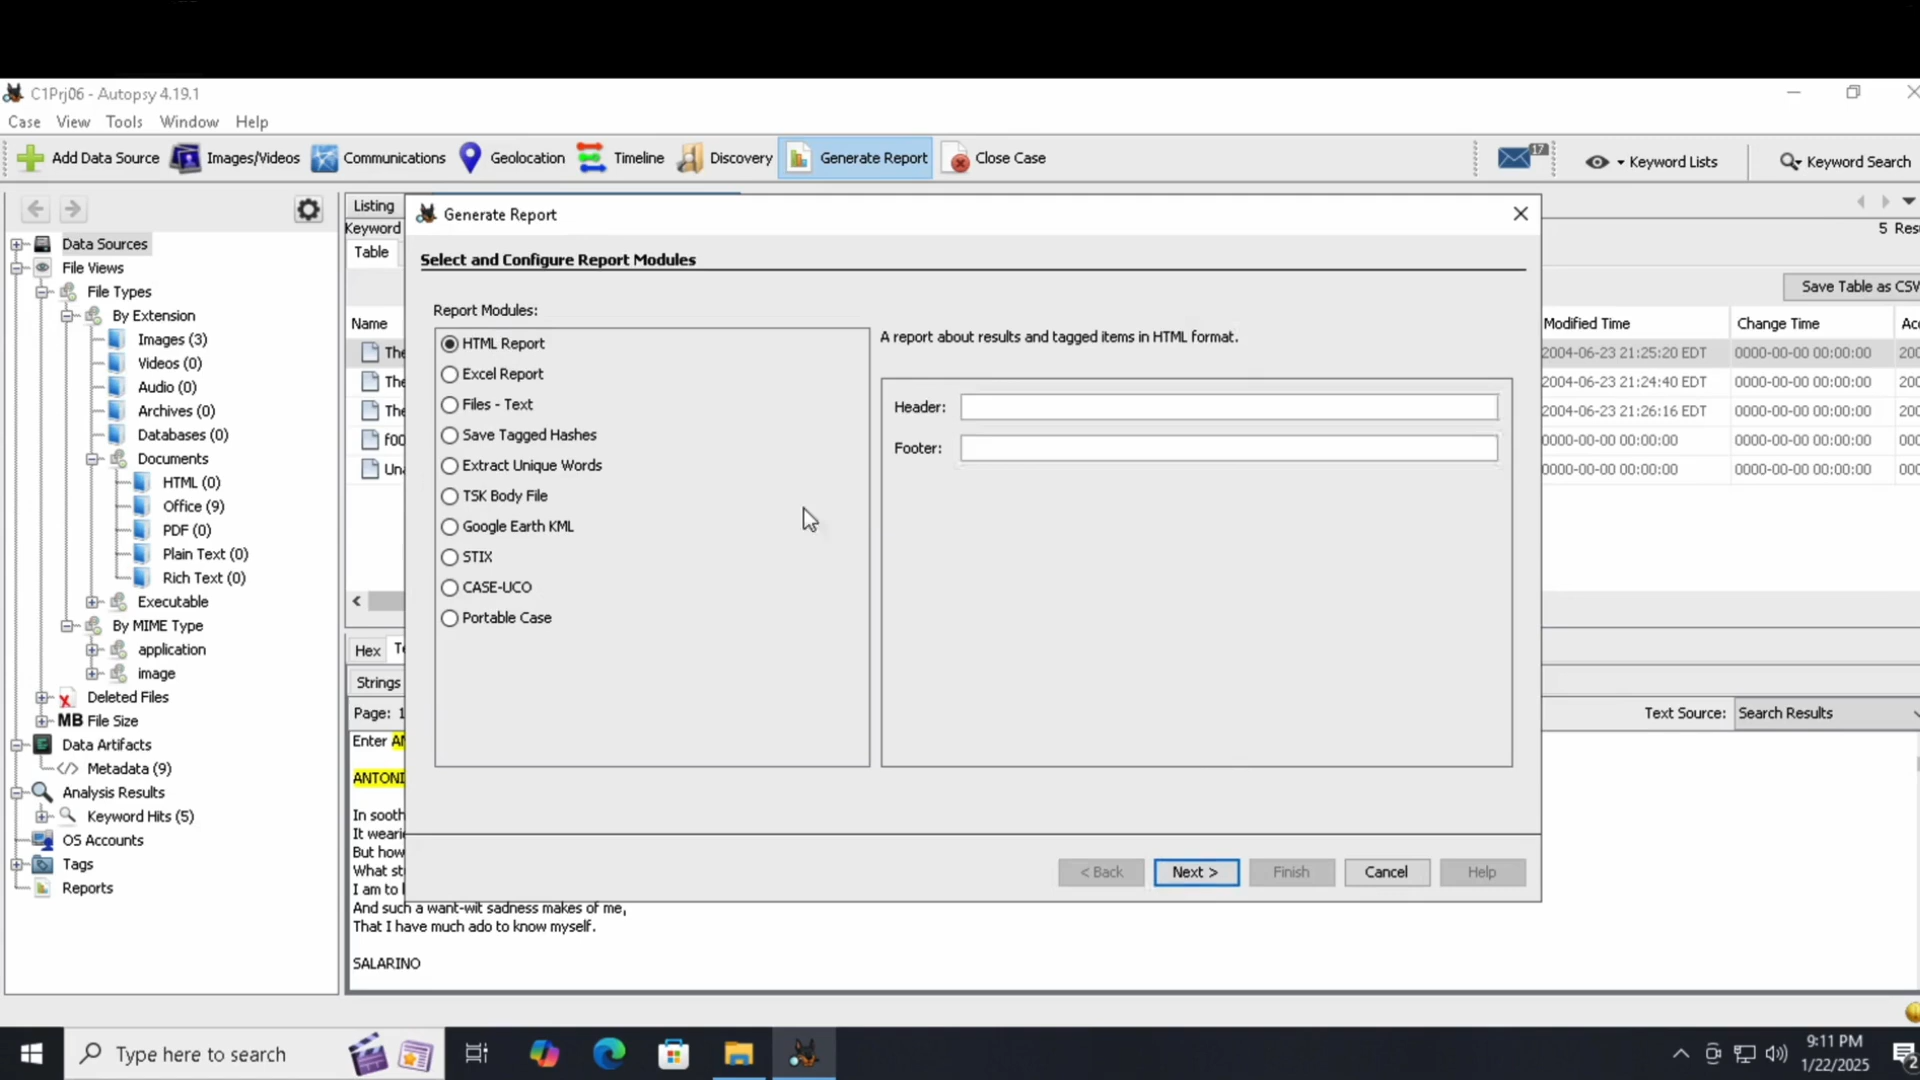 C1Prj06 - Autopsy 4.19.1
Case View Tools Window Help
Add Data Source Images/Videos Communications Geolocation Timeline Discovery Generate Report Close Case 17 Keyword Lists Keyword Search
Listing
Keyword
Table
5 Res
Save Table as CSV
Name Modified Time Change Time Acc
The 2004-06-23 21:25:20 EDT 0000-00-00 00:00:00 200
The 2004-06-23 21:24:40 EDT 0000-00-00 00:00:00 200
The 2004-06-23 21:26:16 EDT 0000-00-00 00:00:00 200
f00 0000-00-00 00:00:00 0000-00-00 00:00:00 000
Una 0000-00-00 00:00:00 0000-00-00 00:00:00 000
Data Sources
File Views
File Types
By Extension
Images (3)
Videos (0)
Audio (0)
Archives (0)
Databases (0)
Documents
HTML (0)
Office (9)
PDF (0)
Plain Text (0)
Rich Text (0)
Executable
By MIME Type
application
image
Deleted Files
MB File Size
Data Artifacts
Metadata (9)
Analysis Results
Keyword Hits (5)
OS Accounts
Tags
Reports
Generate Report
Select and Configure Report Modules
Report Modules:
HTML Report
Excel Report
Files - Text
Save Tagged Hashes
Extract Unique Words
TSK Body File
Google Earth KML
STIX
CASE-UCO
Portable Case
A report about results and tagged items in HTML format.
Header:
Footer:
< Back Next > Finish Cancel Help
Hex Te
Strings
Page: 1 Text Source: Search Results
Enter AN
ANTONI
In sooth
It wearie
But how
What st
I am to l
And such a want-wit sadness makes of me,
That I have much ado to know myself.
SALARINO
Type here to search
9:11 PM
1/22/2025
2